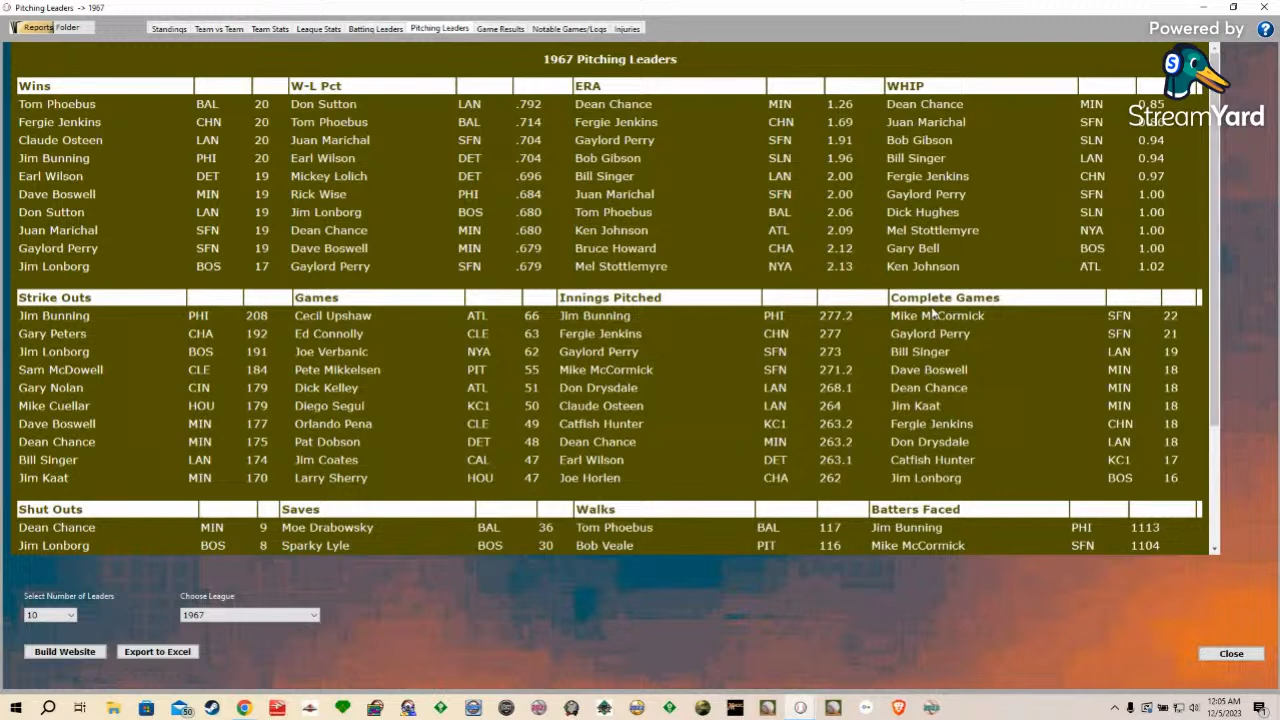 Pitching Leaders -> 1967
Reports Folder Standings Team vs Team Team Stats League Stats Batting Leaders Pitching Leaders Game Results Notable Games/Logs Injuries
Powered by
StreamYard
1967 Pitching Leaders
Wins W-L Pct ERA WHIP
Tom Phoebus BAL 20 Don Sutton LAN .792 Dean Chance MIN 1.26 Dean Chance MIN 0.85
Fergie Jenkins CHN 20 Tom Phoebus BAL .714 Fergie Jenkins CHN 1.69 Juan Marichal SFN
Claude Osteen LAN 20 Juan Marichal SFN .704 Gaylord Perry SFN 1.91 Bob Gibson SLN 0.94
Jim Bunning PHI 20 Earl Wilson DET .704 Bob Gibson SLN 1.96 Bill Singer LAN 0.94
Earl Wilson DET 19 Mickey Lolich DET .696 Bill Singer LAN 2.00 Fergie Jenkins CHN 0.97
Dave Boswell MIN 19 Rick Wise PHI .684 Juan Marichal SFN 2.00 Gaylord Perry SFN 1.00
Don Sutton LAN 19 Jim Lonborg BOS .680 Tom Phoebus BAL 2.06 Dick Hughes SLN 1.00
Juan Marichal SFN 19 Dean Chance MIN .680 Ken Johnson ATL 2.09 Mel Stottlemyre NYA 1.00
Gaylord Perry SFN 19 Dave Boswell MIN .679 Bruce Howard CHA 2.12 Gary Bell BOS 1.00
Jim Lonborg BOS 17 Gaylord Perry SFN .679 Mel Stottlemyre NYA 2.13 Ken Johnson ATL 1.02
Strike Outs Games Innings Pitched Complete Games
Jim Bunning PHI 208 Cecil Upshaw ATL 66 Jim Bunning PHI 277.2 Mike McCormick SFN 22
Gary Peters CHA 192 Ed Connolly CLE 63 Fergie Jenkins CHN 277 Gaylord Perry SFN 21
Jim Lonborg BOS 191 Joe Verbanic NYA 62 Gaylord Perry SFN 273 Bill Singer LAN 19
Sam McDowell CLE 184 Pete Mikkelsen PIT 55 Mike McCormick SFN 271.2 Dave Boswell MIN 18
Gary Nolan CIN 179 Dick Kelley ATL 51 Don Drysdale LAN 268.1 Dean Chance MIN 18
Mike Cuellar HOU 179 Diego Segui KC1 50 Claude Osteen LAN 264 Jim Kaat MIN 18
Dave Boswell MIN 177 Orlando Pena CLE 49 Catfish Hunter KC1 263.2 Fergie Jenkins CHN 18
Dean Chance MIN 175 Pat Dobson DET 48 Dean Chance MIN 263.2 Don Drysdale LAN 18
Bill Singer LAN 174 Jim Coates CAL 47 Earl Wilson DET 263.1 Catfish Hunter KC1 17
Jim Kaat MIN 170 Larry Sherry HOU 47 Joe Horlen CHA 262 Jim Lonborg BOS 16
Shut Outs Saves Walks Batters Faced
Dean Chance MIN 9 Moe Drabowsky BAL 36 Tom Phoebus BAL 117 Jim Bunning PHI 1113
Jim Lonborg BOS 8 Sparky Lyle BOS 30 Bob Veale PIT 116 Mike McCormick SFN 1104
Select Number of Leaders Choose League
10 1967
Build Website Export to Excel Close
50
12:05 AM
12/5/2023